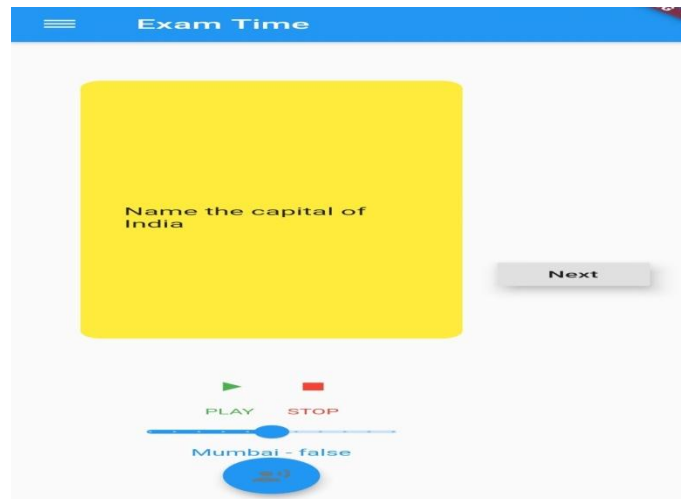 Exam Time
Name the capital of
India
Next
PLAY STOP
Mumbai - false